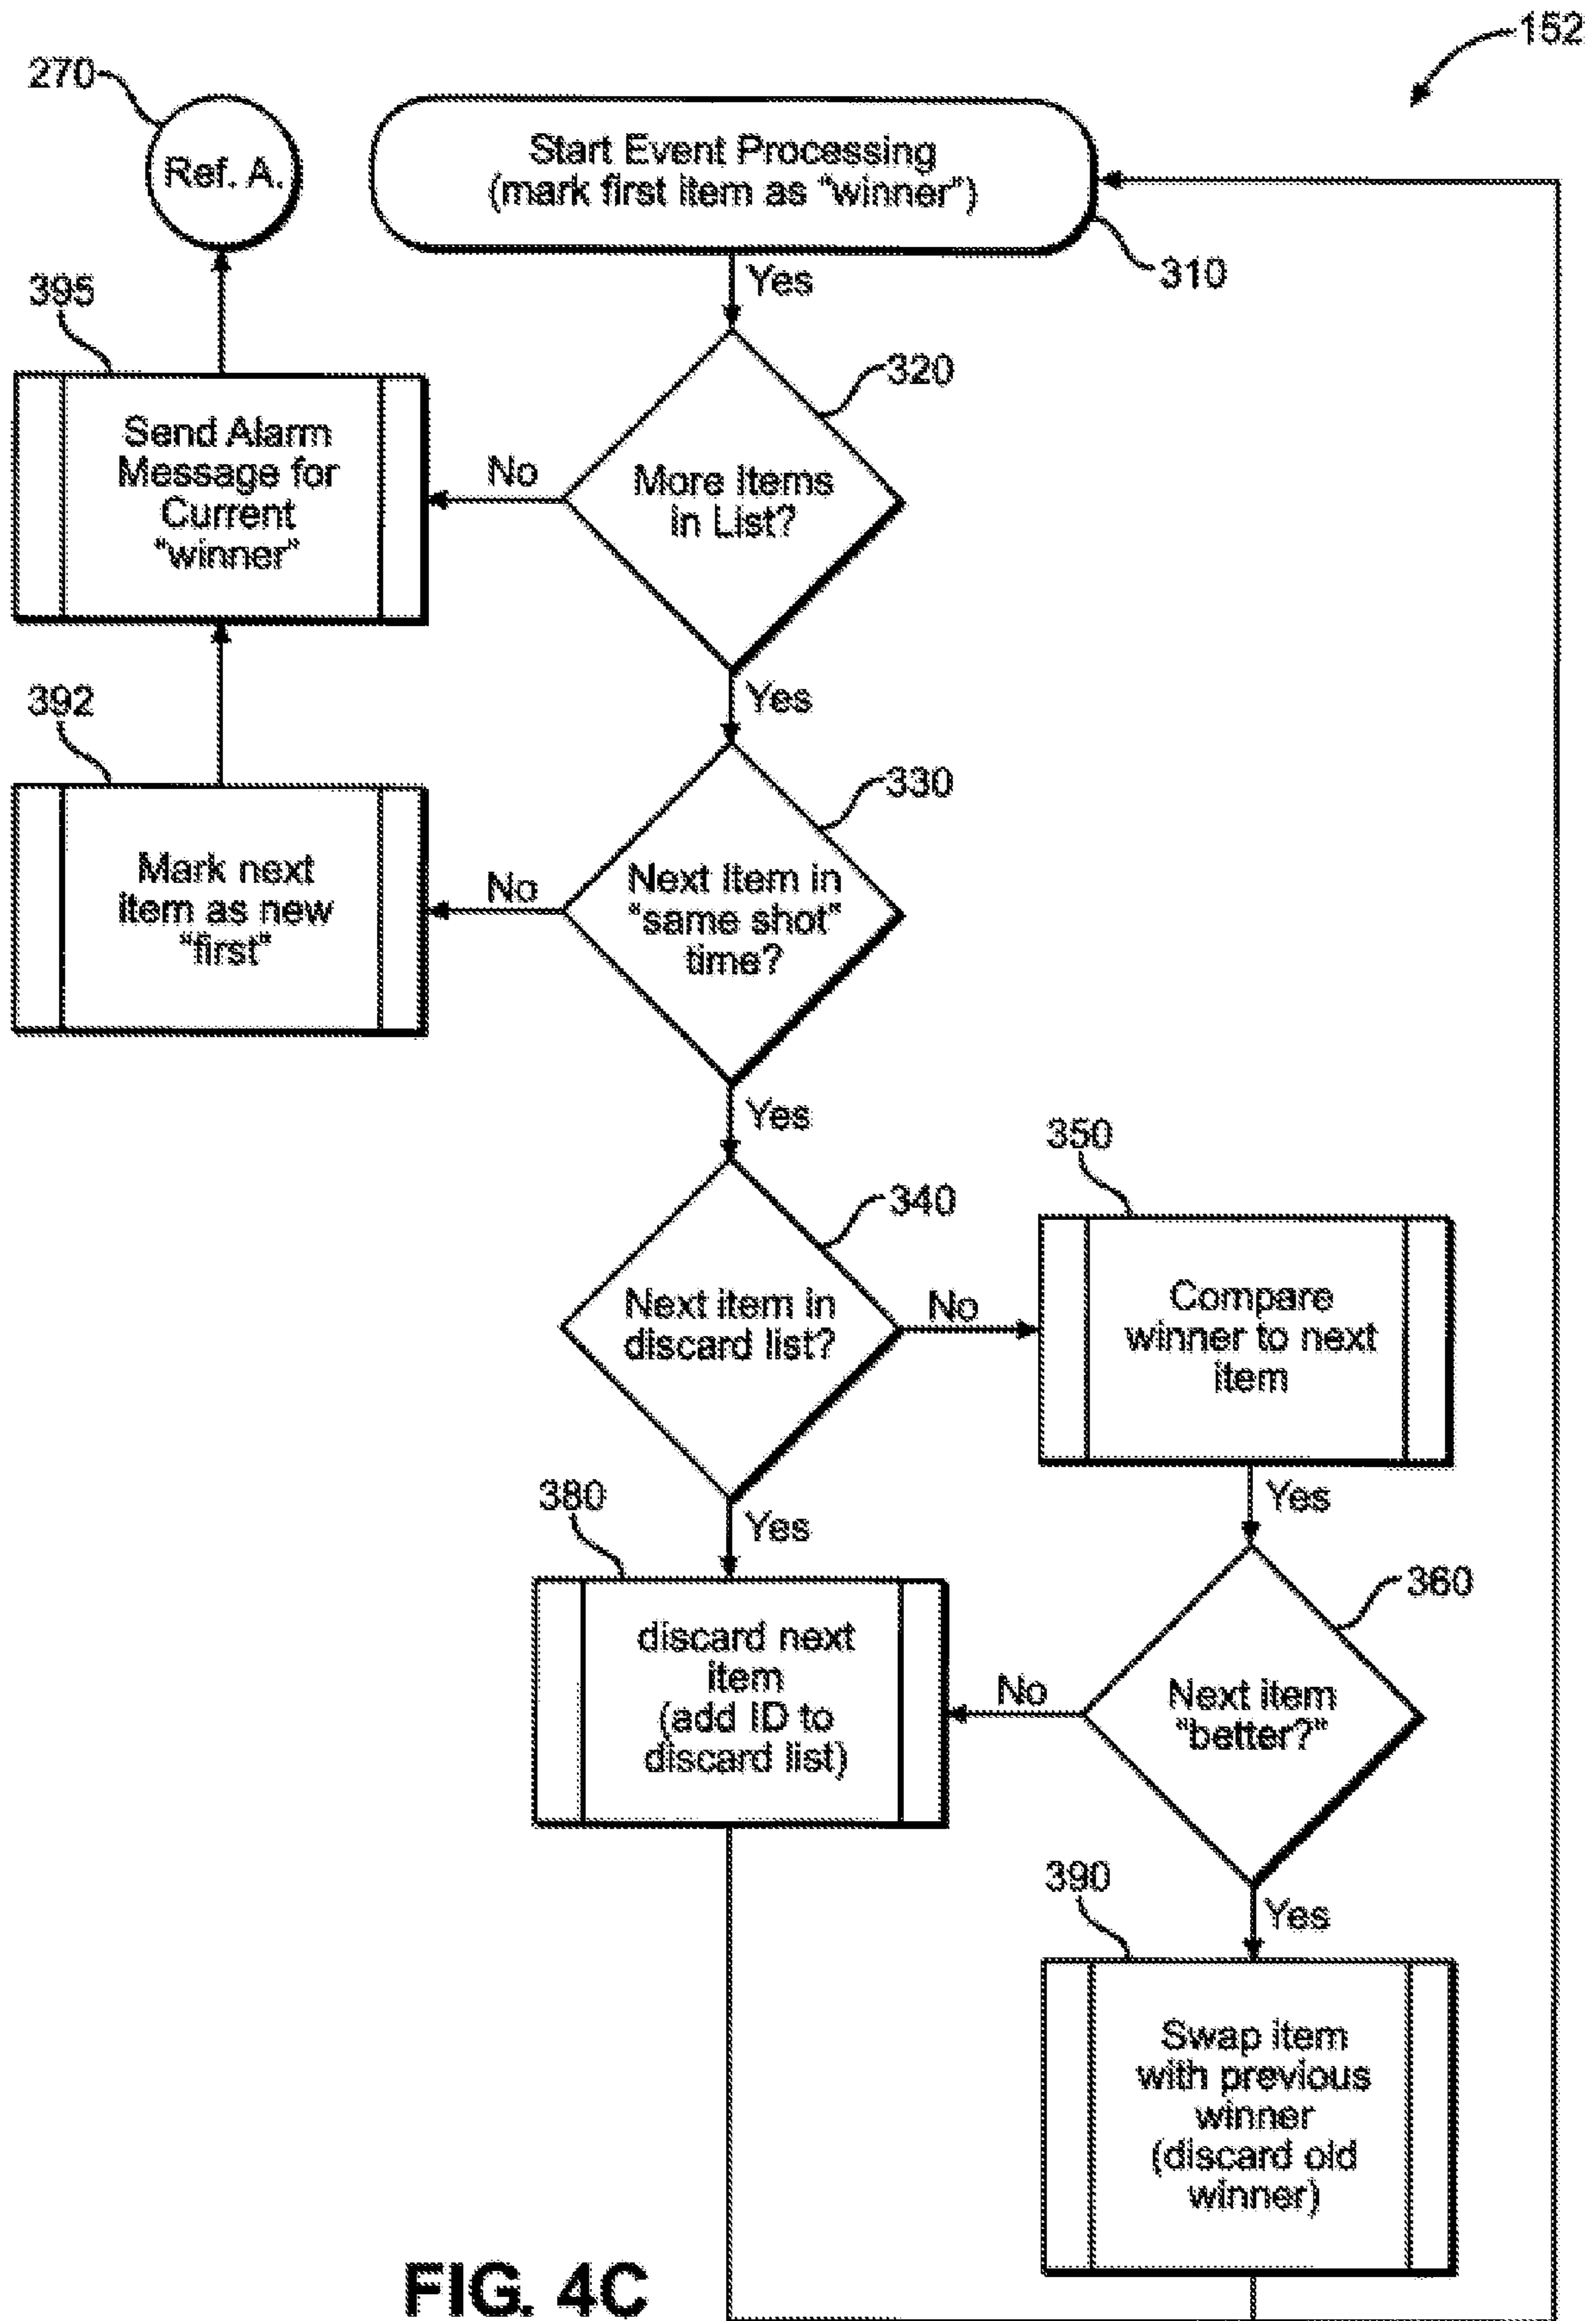 152
270
Ref. A.
Start Event Processing
(mark first item as "winner")
310
Yes
395
Send Alarm
Message for
Current
"winner"
No
320
More Items
in List?
Yes
392
Mark next
item as new
"first"
No
330
Next Item in
"same shot"
time?
Yes
340
Next item in
discard list?
No
350
Compare
winner to next
item
Yes
380
Yes
discard next
item
(add ID to
discard list)
No
360
Next item
"better?"
390
Yes
Swap item
with previous
winner
(discard old
winner)
FIG. 4C